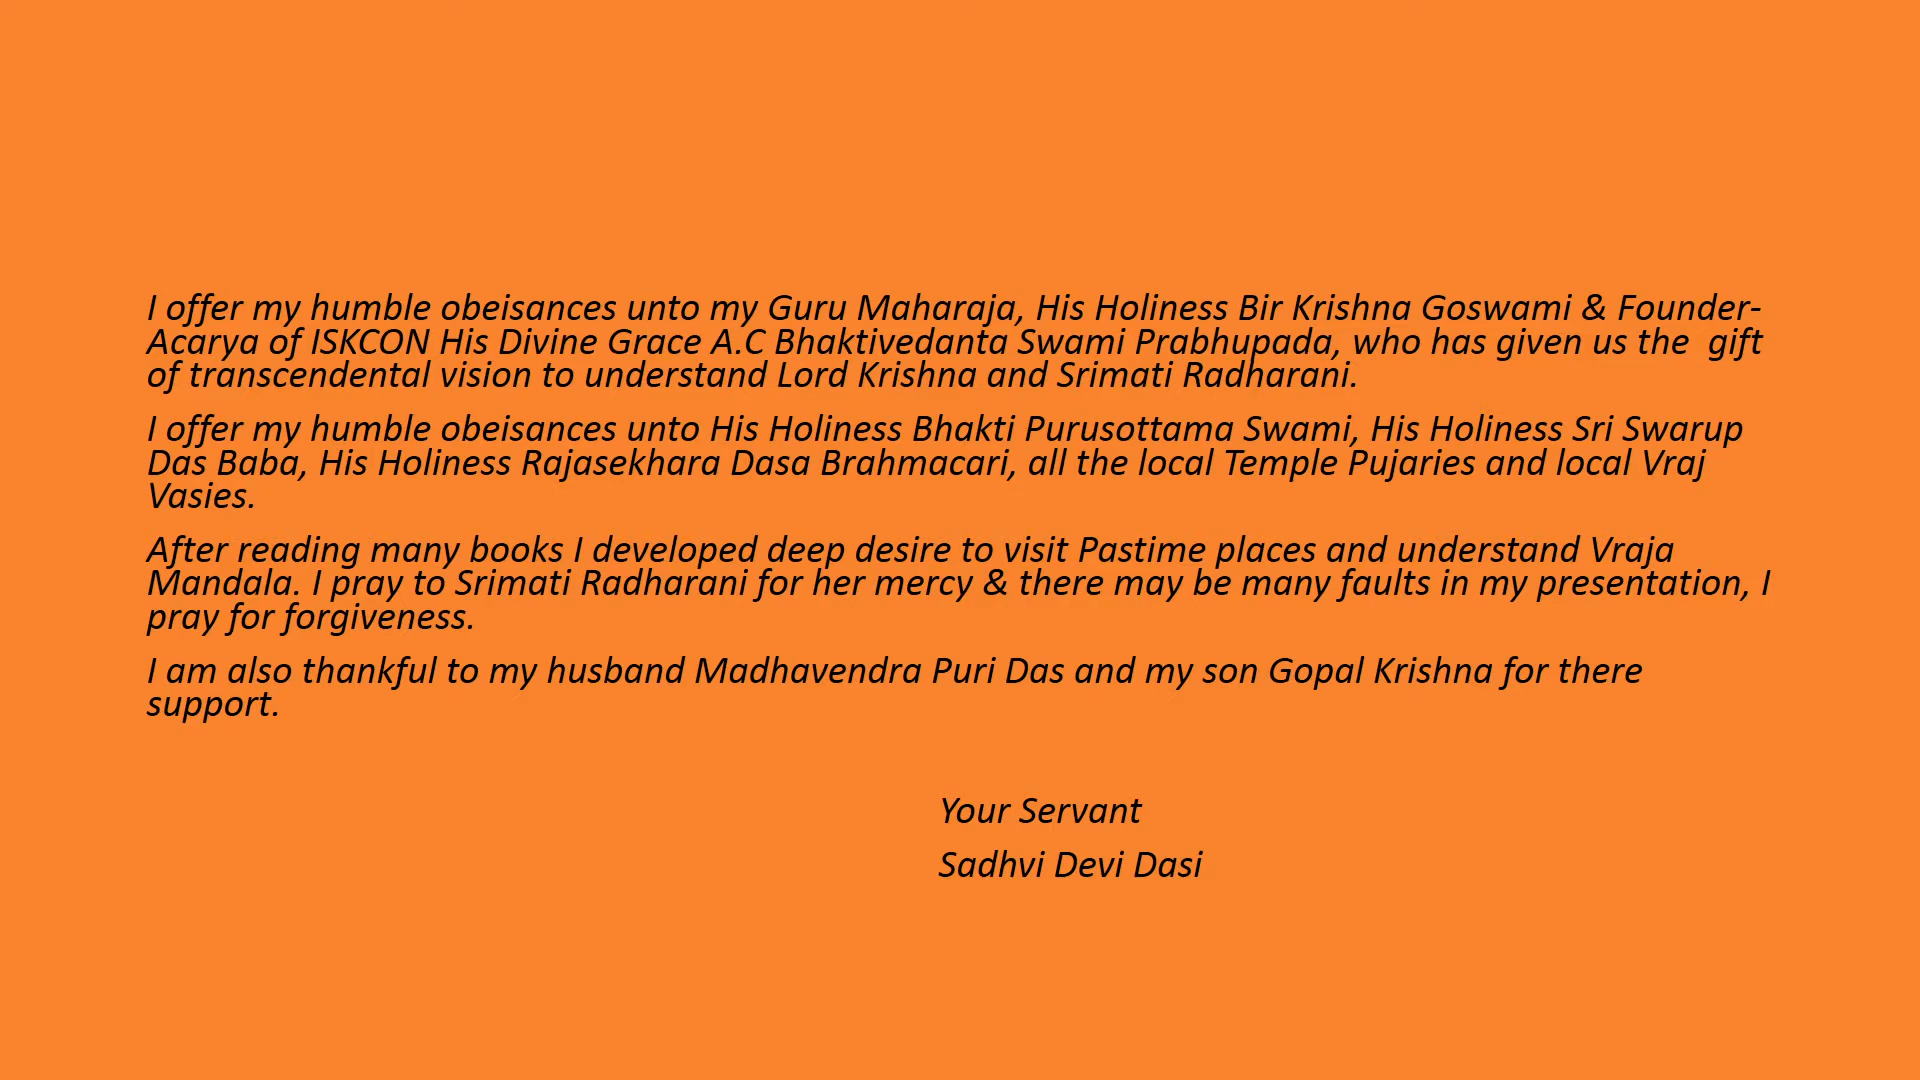 I offer my humble obeisances unto my Guru Maharaja, His Holiness Bir Krishna Goswami & Founder-
Acarya of ISKCON His Divine Grace A.C Bhaktivedanta Swami Prabhupada, who has given us the  gift
of transcendental vision to understand Lord Krishna and Srimati Radharani.
I offer my humble obeisances unto His Holiness Bhakti Purusottama Swami, His Holiness Sri Swarup
Das Baba, His Holiness Rajasekhara Dasa Brahmacari, all the local Temple Pujaries and local Vraj
Vasies.
After reading many books I developed deep desire to visit Pastime places and understand Vraja
Mandala. I pray to Srimati Radharani for her mercy & there may be many faults in my presentation, I
pray for forgiveness.
I am also thankful to my husband Madhavendra Puri Das and my son Gopal Krishna for there
support.
Your Servant
Sadhvi Devi Dasi